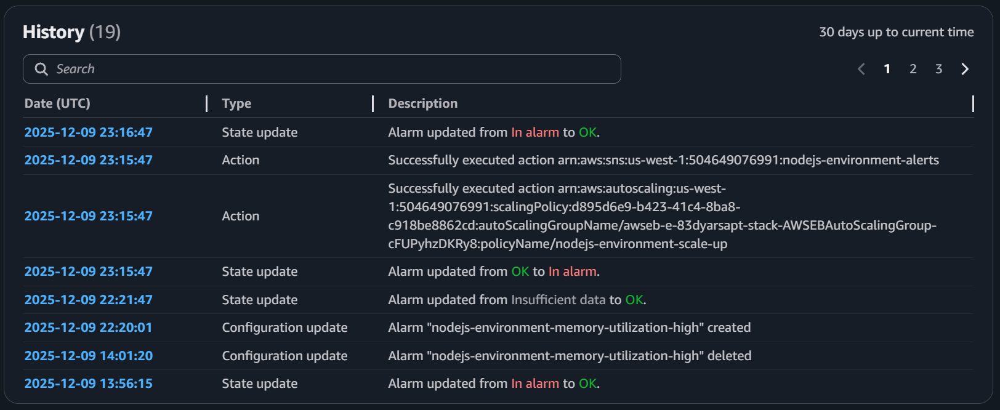 History (19)
30 days up to current time
Search
1 2 3
Date (UTC) Type Description
2025-12-09 23:16:47 State update Alarm updated from In alarm to OK.
2025-12-09 23:15:47 Action Successfully executed action arn:aws:sns:us-west-1:504649076991:nodejs-environment-alerts
2025-12-09 23:15:47 Action Successfully executed action arn:aws:autoscaling:us-west-
1:504649076991:scalingPolicy:d895d6e9-b423-41c4-8ba8-
c918be8862cd:autoScalingGroupName/awseb-e-83dyarsapt-stack-AWSEBAutoScalingGroup-
cFUPyhzDKRy8:policyName/nodejs-environment-scale-up
2025-12-09 23:15:47 State update Alarm updated from OK to In alarm.
2025-12-09 22:21:47 State update Alarm updated from Insufficient data to OK.
2025-12-09 22:20:01 Configuration update Alarm "nodejs-environment-memory-utilization-high" created
2025-12-09 14:01:20 Configuration update Alarm "nodejs-environment-memory-utilization-high" deleted
2025-12-09 13:56:15 State update Alarm updated from In alarm to OK.